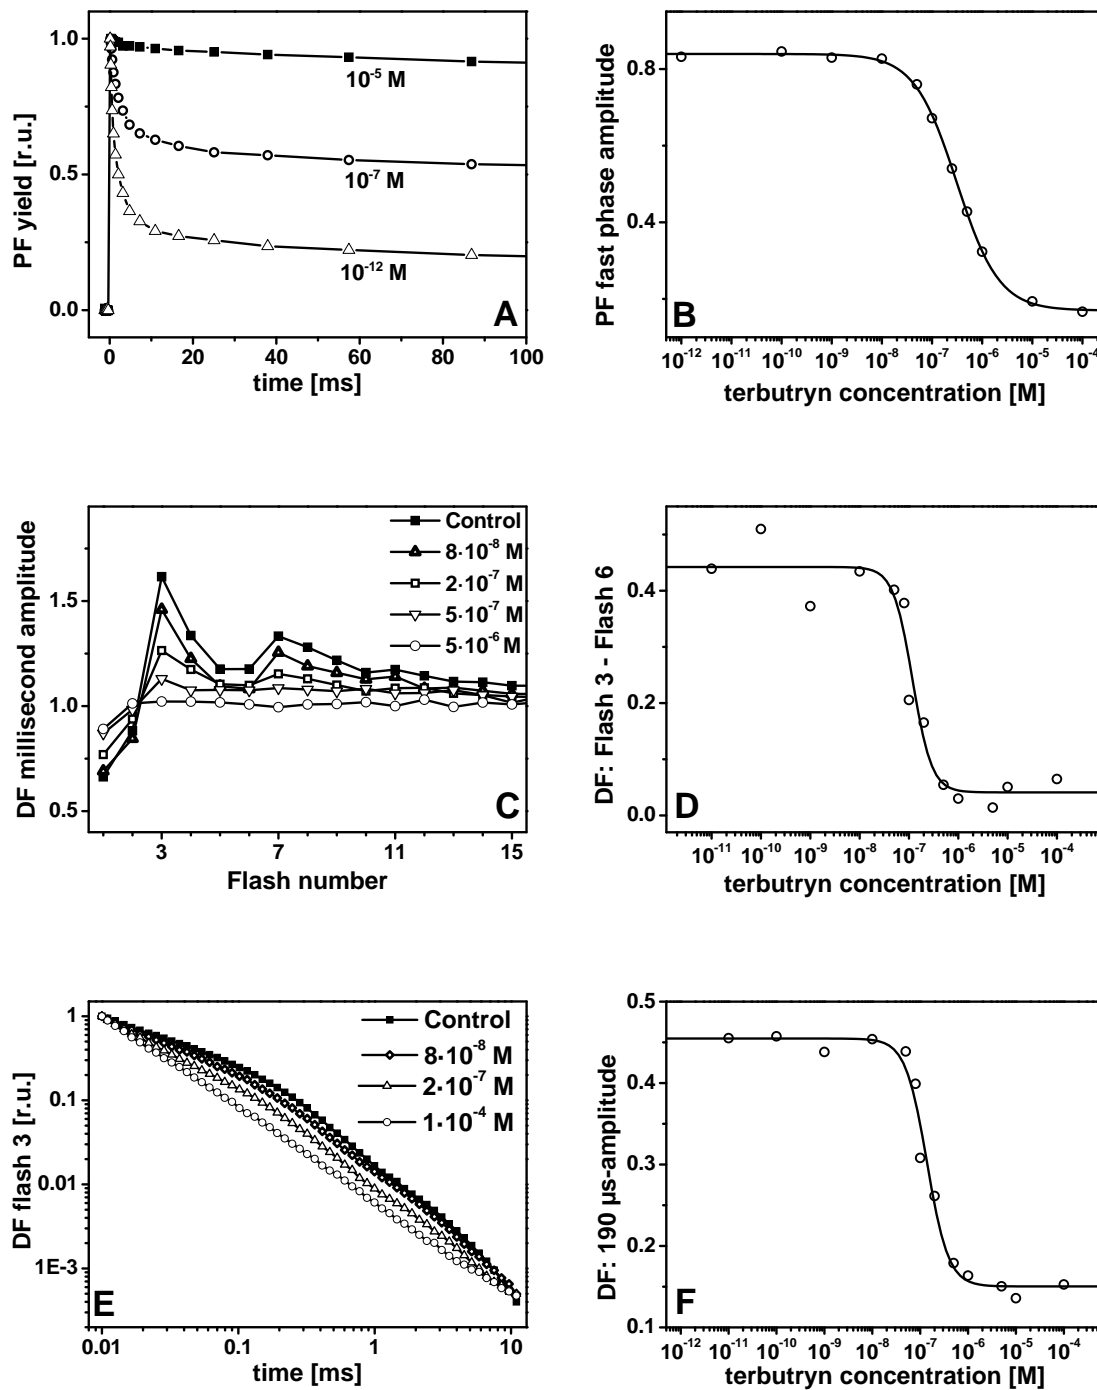 PF yield [r.u.]
1.0
0.5
0.0
10⁻⁵ M
10⁻⁷ M
10⁻¹² M
A
0 20 40 60 80 100
time [ms]
PF fast phase amplitude
0.8
0.4
B
10⁻¹² 10⁻¹¹ 10⁻¹⁰ 10⁻⁹ 10⁻⁸ 10⁻⁷ 10⁻⁶ 10⁻⁵ 10⁻⁴
terbutryn concentration [M]
DF millisecond amplitude
1.5
1.0
0.5
Control
8·10⁻⁸ M
2·10⁻⁷ M
5·10⁻⁷ M
5·10⁻⁶ M
C
3 7 11 15
Flash number
DF: Flash 3 - Flash 6
0.4
0.2
0.0
D
10⁻¹¹ 10⁻¹⁰ 10⁻⁹ 10⁻⁸ 10⁻⁷ 10⁻⁶ 10⁻⁵ 10⁻⁴
terbutryn concentration [M]
DF flash 3 [r.u.]
1
0.1
0.01
1E-3
Control
8·10⁻⁸ M
2·10⁻⁷ M
1·10⁻⁴ M
E
0.01 0.1 1 10
time [ms]
DF: 190 µs-amplitude
0.5
0.4
0.3
0.2
0.1
F
10⁻¹² 10⁻¹¹ 10⁻¹⁰ 10⁻⁹ 10⁻⁸ 10⁻⁷ 10⁻⁶ 10⁻⁵ 10⁻⁴
terbutryn concentration [M]